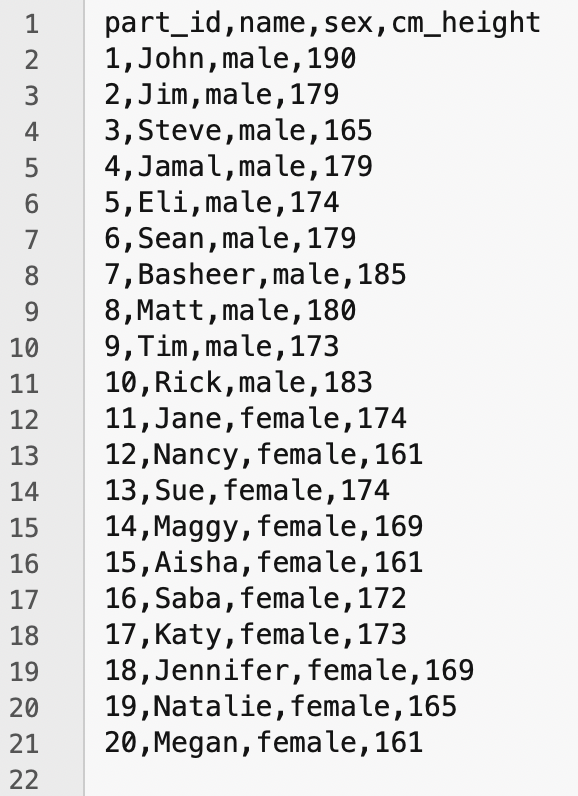 1 part_id,name,sex,cm_height
2 1,John,male,190
3 2,Jim,male,179
4 3,Steve,male,165
5 4,Jamal,male,179
6 5,Eli,male,174
7 6,Sean,male,179
8 7,Basheer,male,185
9 8,Matt,male,180
10 9,Tim,male,173
11 10,Rick,male,183
12 11,Jane,female,174
13 12,Nancy,female,161
14 13,Sue,female,174
15 14,Maggy,female,169
16 15,Aisha,female,161
17 16,Saba,female,172
18 17,Katy,female,173
19 18,Jennifer,female,169
20 19,Natalie,female,165
21 20,Megan,female,161
22